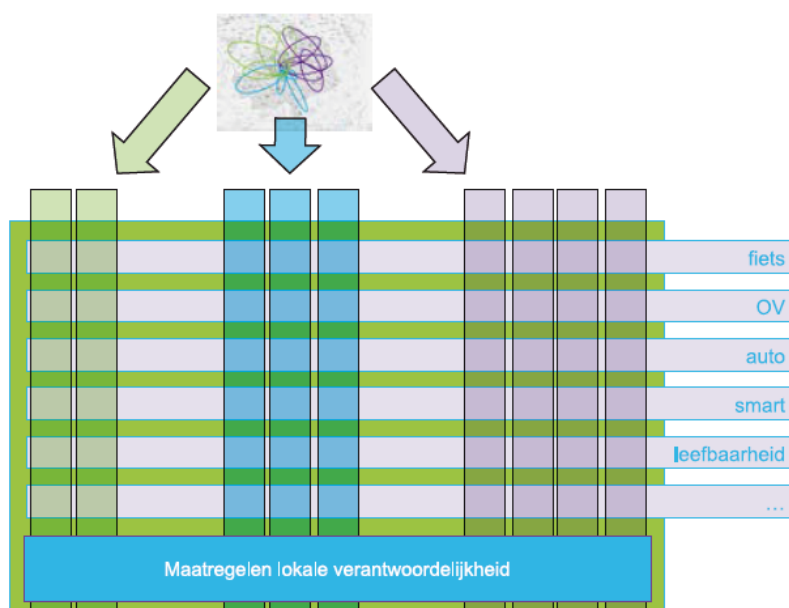 fiets
OV
auto
smart
leefbaarheid
...
Maatregelen lokale verantwoordelijkheid